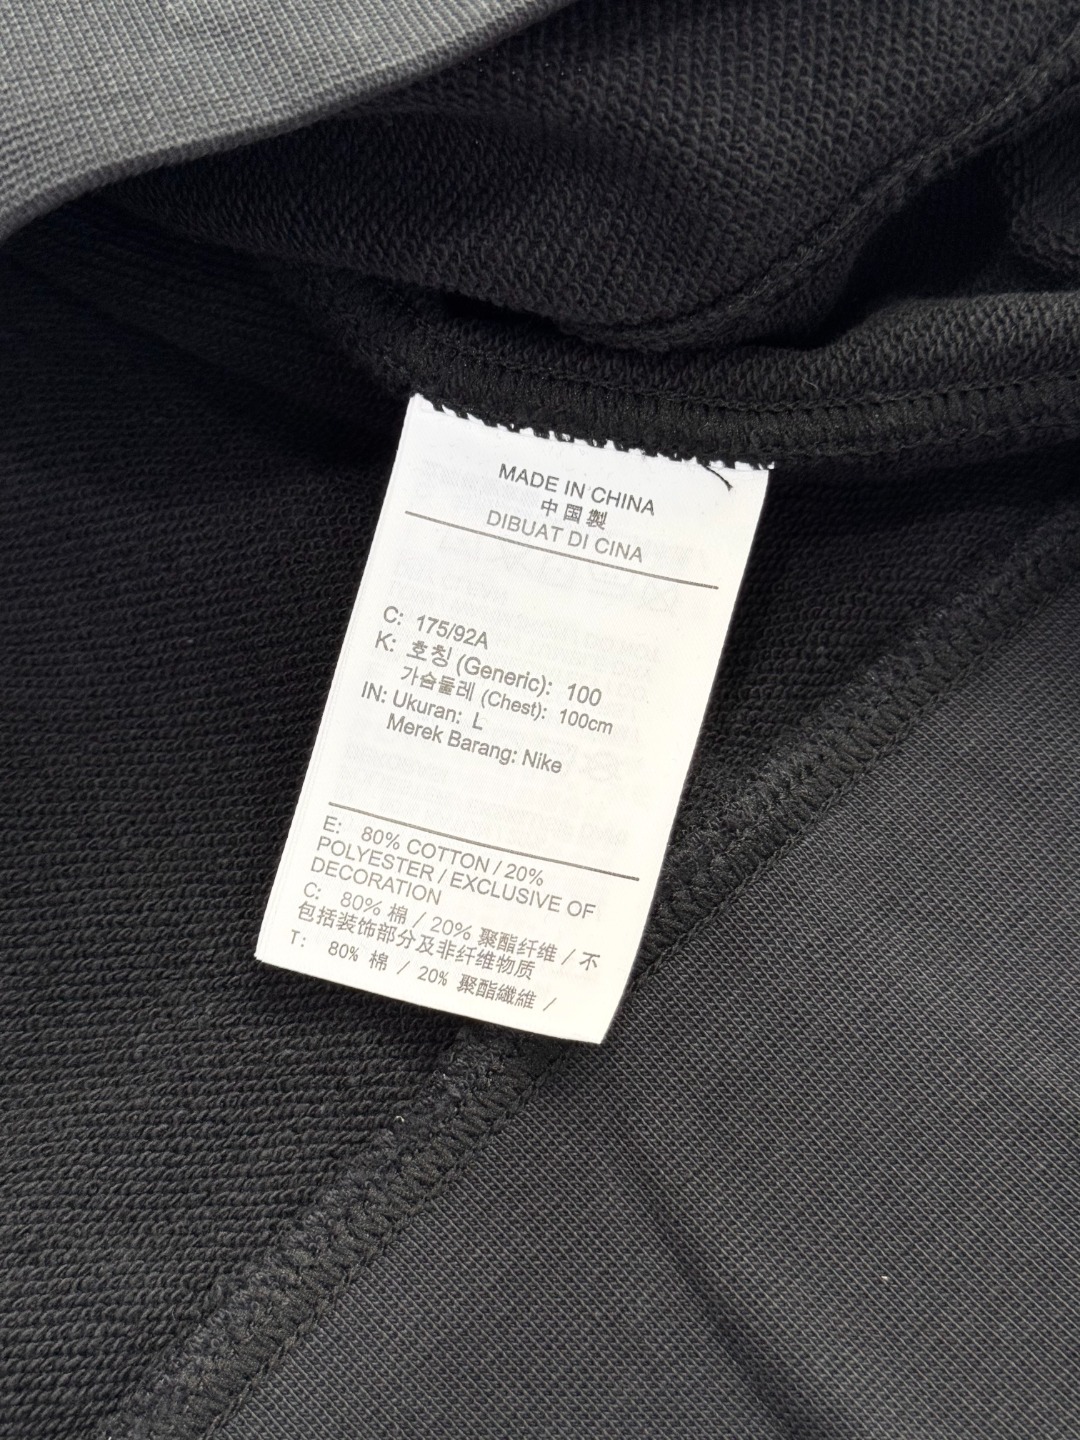 MADE IN CHINA
中国製
DIBUAT DI CINA
C: 175/92A
K: 호칭 (Generic): 100
가슴둘레 (Chest): 100cm
IN: Ukuran: L
Merek Barang: Nike
E: 80% COTTON / 20%
POLYESTER / EXCLUSIVE OF
DECORATION
C: 80% 棉 / 20% 聚酯纤维 / 不
包括装饰部分及非纤维物质
T: 80% 棉 / 20% 聚酯纖維 /